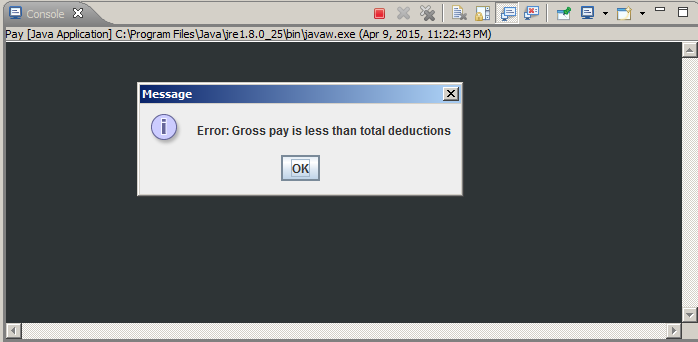 Console
Pay [Java Application] C:\Program Files\Java\jre1.8.0_25\bin\javaw.exe (Apr 9, 2015, 11:22:43 PM)
Message
Error: Gross pay is less than total deductions
OK